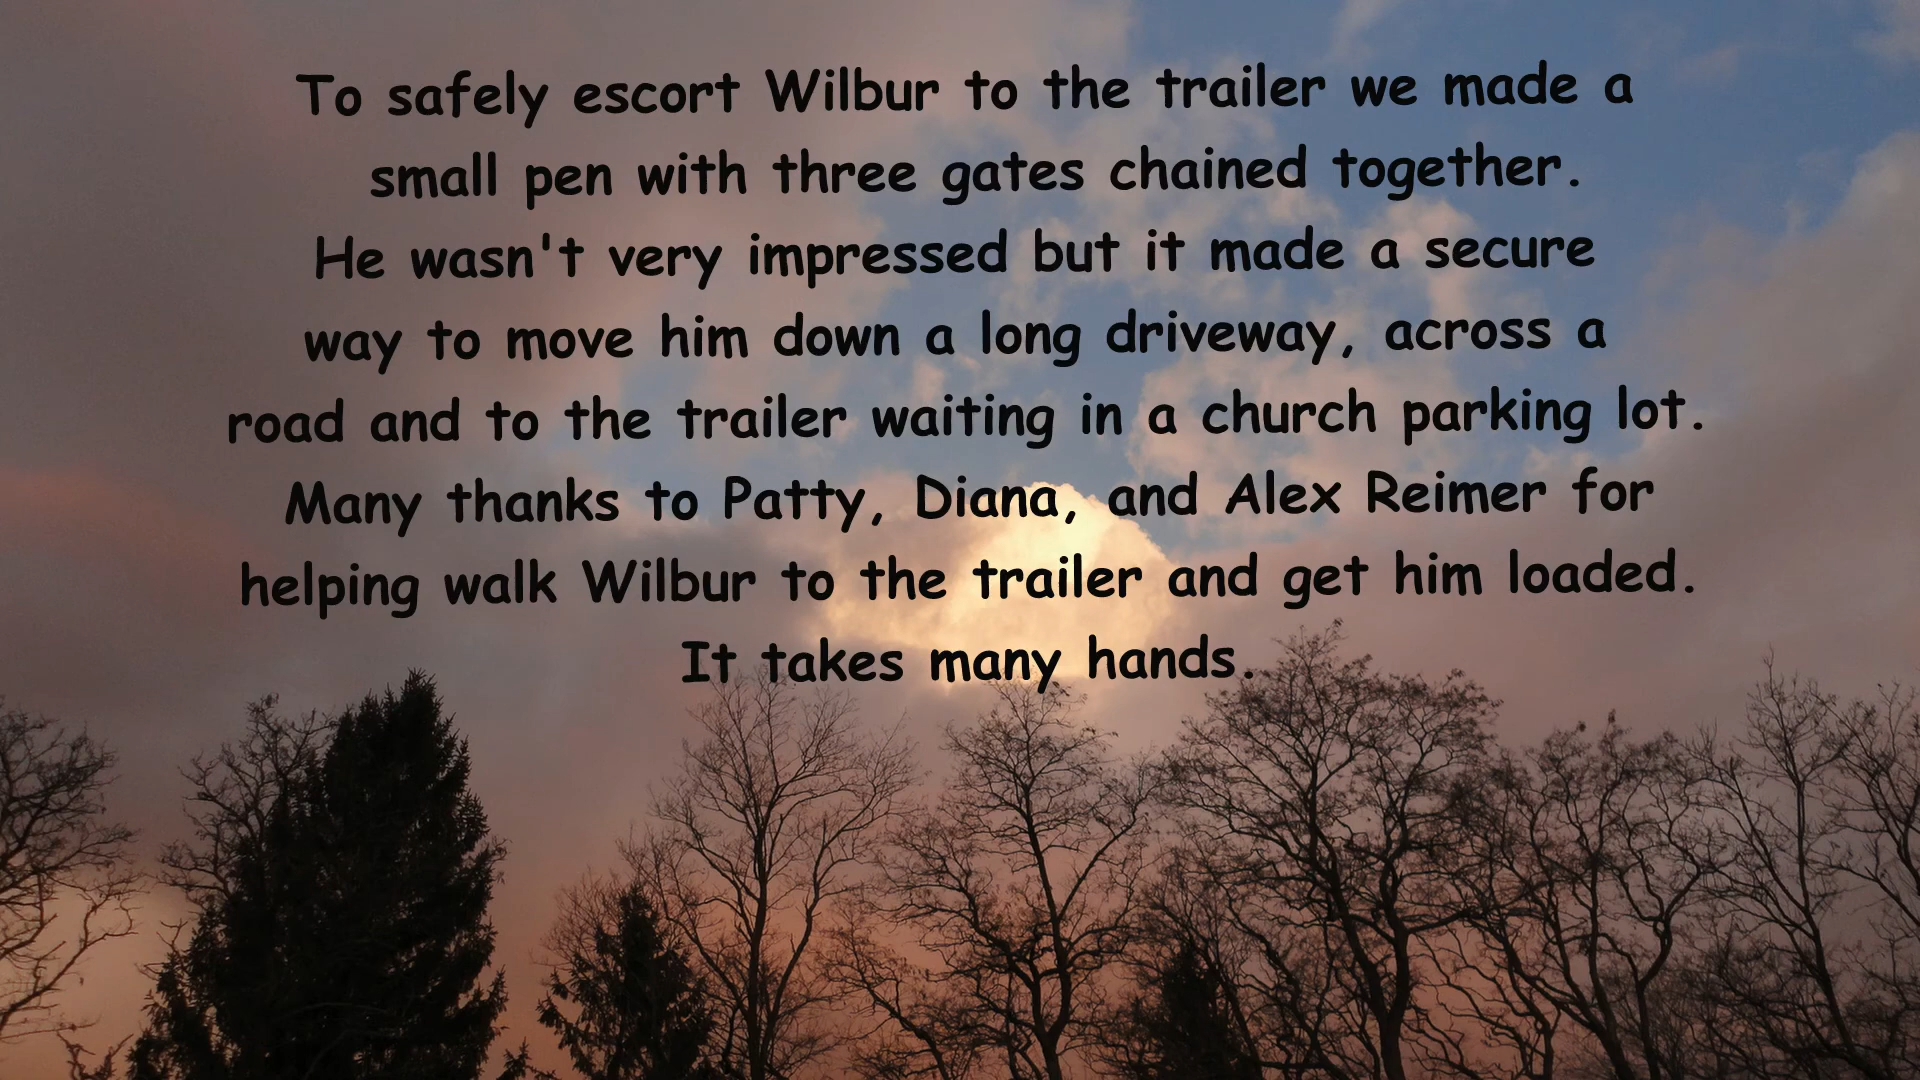 To safely escort Wilbur to the trailer we made a
small pen with three gates chained together.
He wasn't very impressed but it made a secure
way to move him down a long driveway, across a
road and to the trailer waiting in a church parking lot.
Many thanks to Patty, Diana, and Alex Reimer for
helping walk Wilbur to the trailer and get him loaded.
It takes many hands.